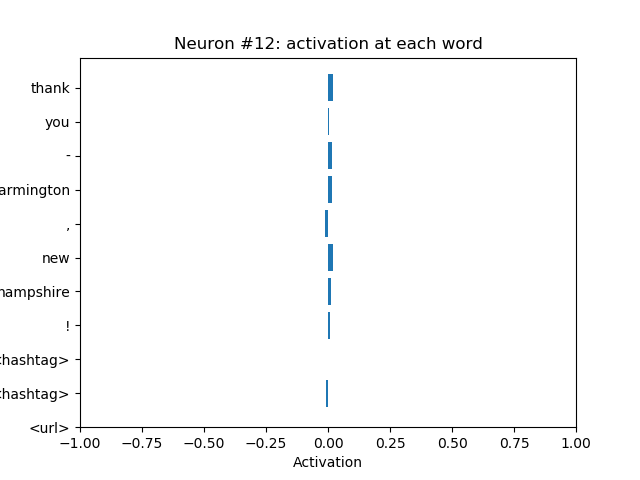 Neuron #12: activation at each word
thank
you
-
armington
,
new
hampshire
!
hashtag>
hashtag>
<url>
−1.00 −0.75 −0.50 −0.25 0.00 0.25 0.50 0.75 1.00
Activation